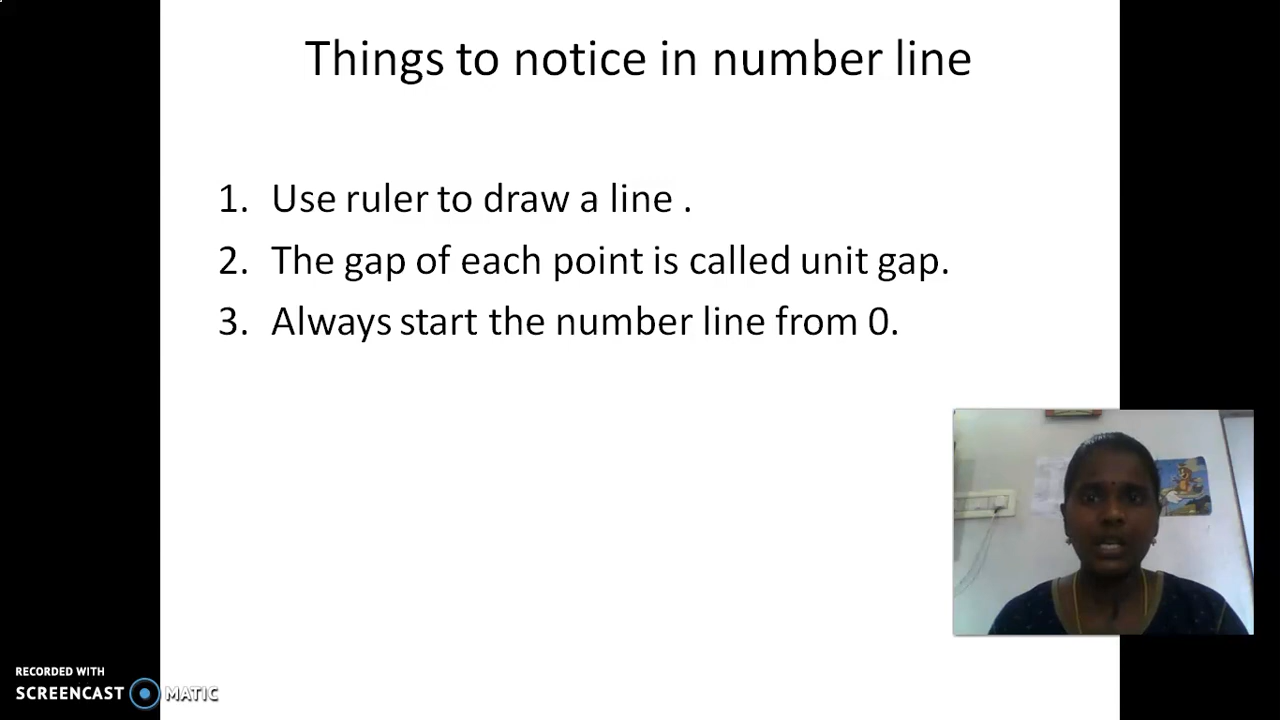 Things to notice in number line
1. Use ruler to draw a line .
2. The gap of each point is called unit gap.
3. Always start the number line from 0.
RECORDED WITH
SCREENCAST MATIC